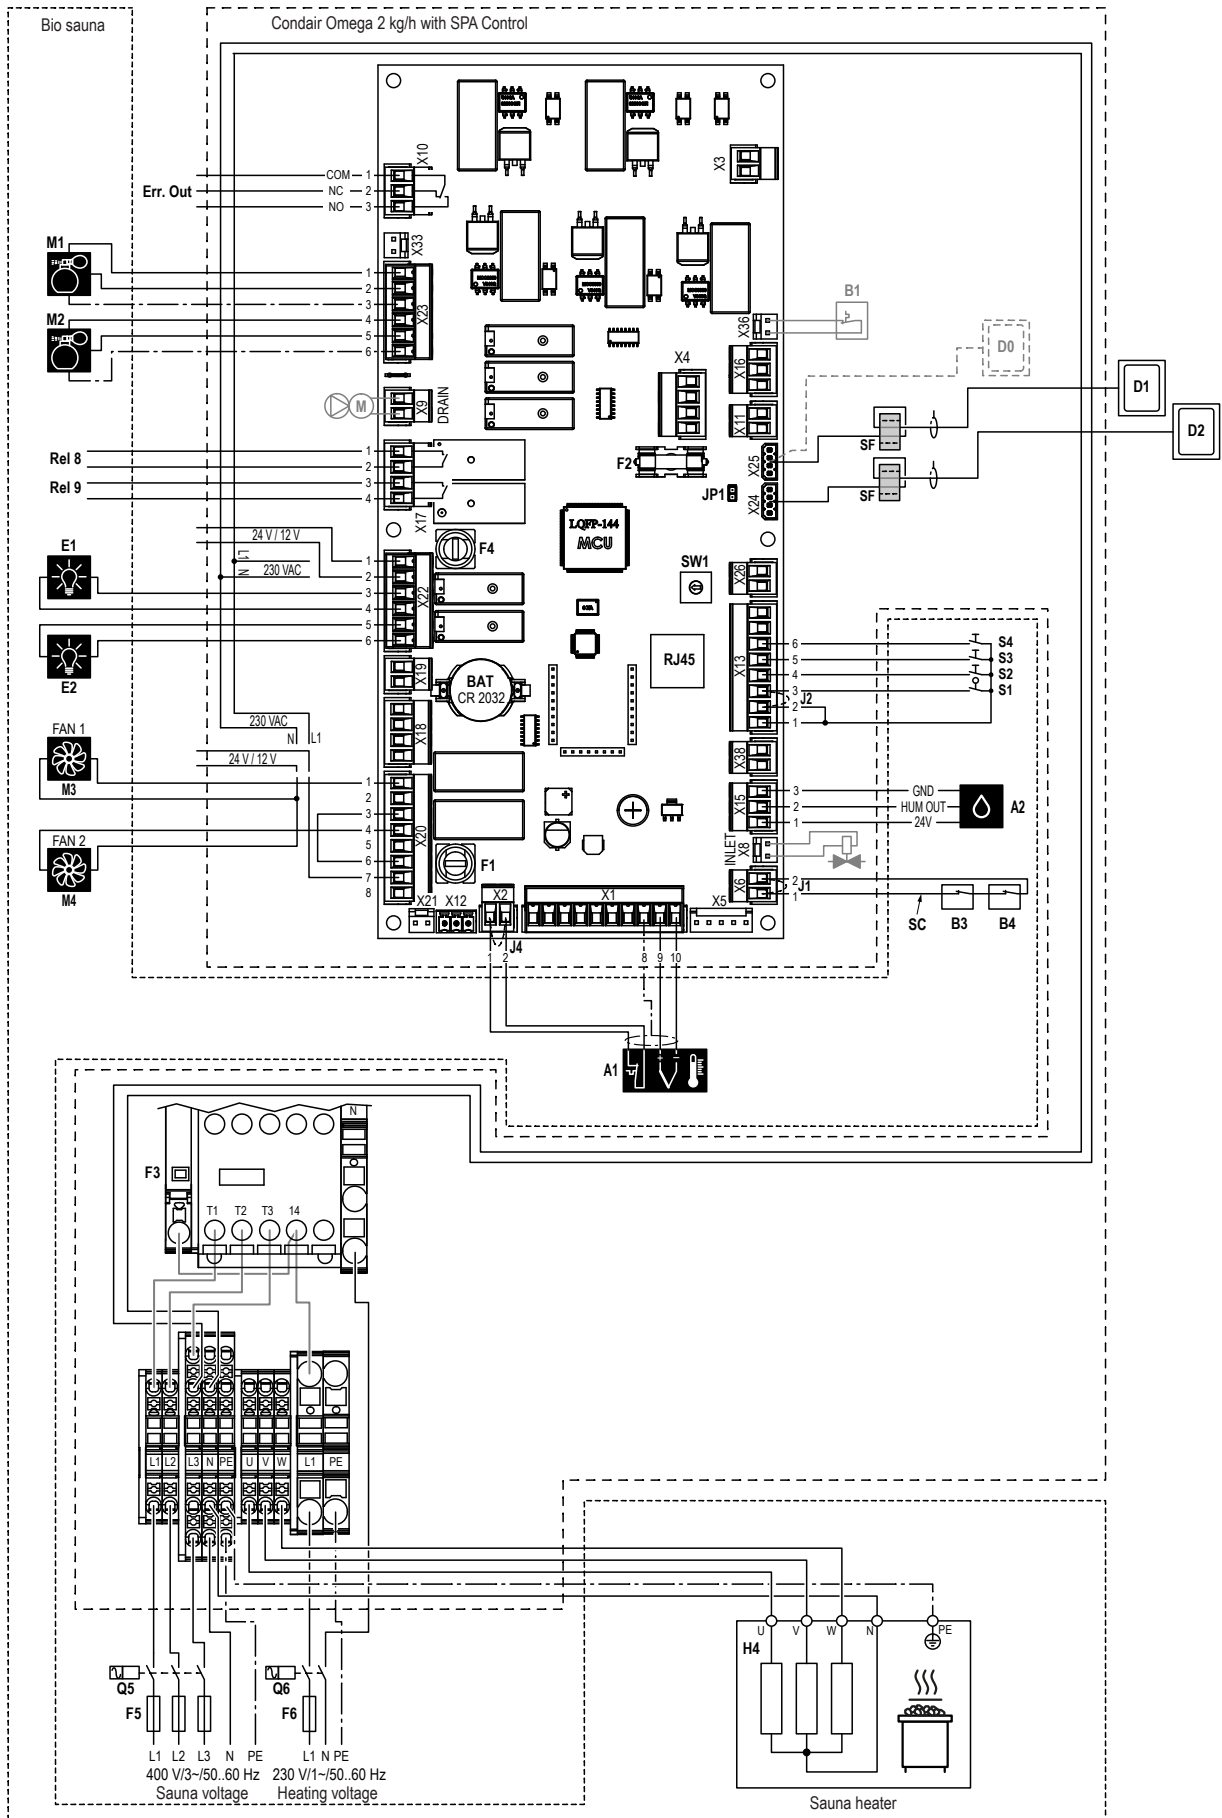 Bio sauna
Condair Omega 2 kg/h with SPA Control
X10
X3
COM 1
NC 2
NO 3
Err. Out
X33
M1
M2
1
2
3
4
5
6
X23
B1
X36
D0
X16
X4
D1
D2
M
X9
DRAIN
X11
SF
SF
F2
X25
JP1
X24
Rel 8
Rel 9
1
2
3
4
X17
24 V / 12 V
L1
N
230 VAC
F4
LQFP-144
MCU
SW1
X26
E1
E2
1
2
3
4
5
6
X22
RJ45
X13
6
5
4
3
2
1
S4
S3
S2
S1
J2
X19
BAT
CR 2032
230 VAC
N
L1
24 V / 12 V
X18
X38
FAN 1
M3
FAN 2
M4
1
2
3
4
5
6
7
8
X20
X15
3 GND
2 HUM OUT
1 24V
A2
INLET
X8
F1
X6
2
1
J1
SC
B3
B4
X21
X12
X2
X1
X5
J4
1
2
8
9
10
A1
+
−
N
F3
T1
T2
T3
14
L1
L2
L3
N
PE
U
V
W
L1
PE
U
V
W
N
PE
H4
Q5
Q6
F5
F6
L1 L2 L3 N PE
L1 N PE
400 V/3~/50..60 Hz
230 V/1~/50..60 Hz
Sauna voltage
Heating voltage
Sauna heater